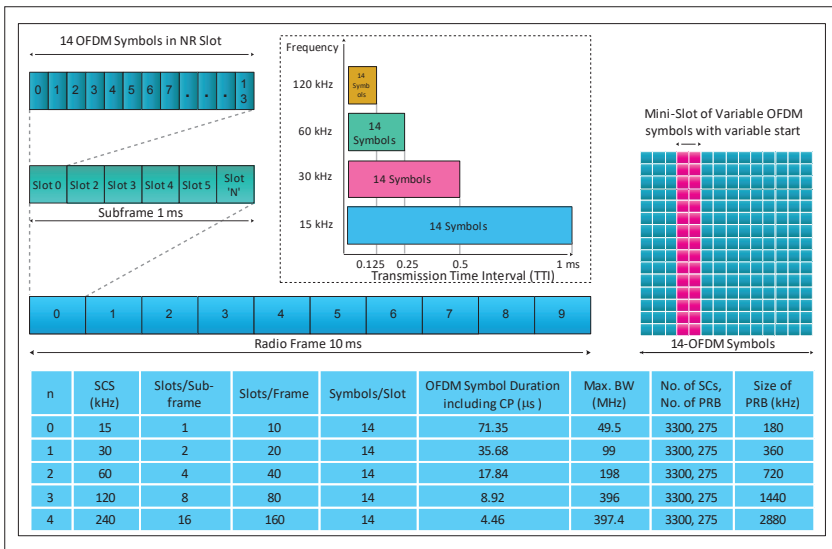 14 OFDM Symbols in NR Slot
0 1 2 3 4 5 6 7 . . . 1
3
Slot 0 Slot 2 Slot 3 Slot 4 Slot 5 Slot
'N'
Subframe 1 ms
Frequency
120 kHz
14
Symb
ols
60 kHz
14
Symbols
30 kHz
14 Symbols
15 kHz
14 Symbols
0.125 0.25 0.5 1 ms
Transmission Time Interval (TTI)
Mini-Slot of Variable OFDM
symbols with variable start
14-OFDM Symbols
0 1 2 3 4 5 6 7 8 9
Radio Frame 10 ms
n SCS (kHz) Slots/Sub-frame Slots/Frame Symbols/Slot OFDM Symbol Duration including CP (μs ) Max. BW (MHz) No. of SCs, No. of PRB Size of PRB (kHz)
0 15 1 10 14 71.35 49.5 3300, 275 180
1 30 2 20 14 35.68 99 3300, 275 360
2 60 4 40 14 17.84 198 3300, 275 720
3 120 8 80 14 8.92 396 3300, 275 1440
4 240 16 160 14 4.46 397.4 3300, 275 2880